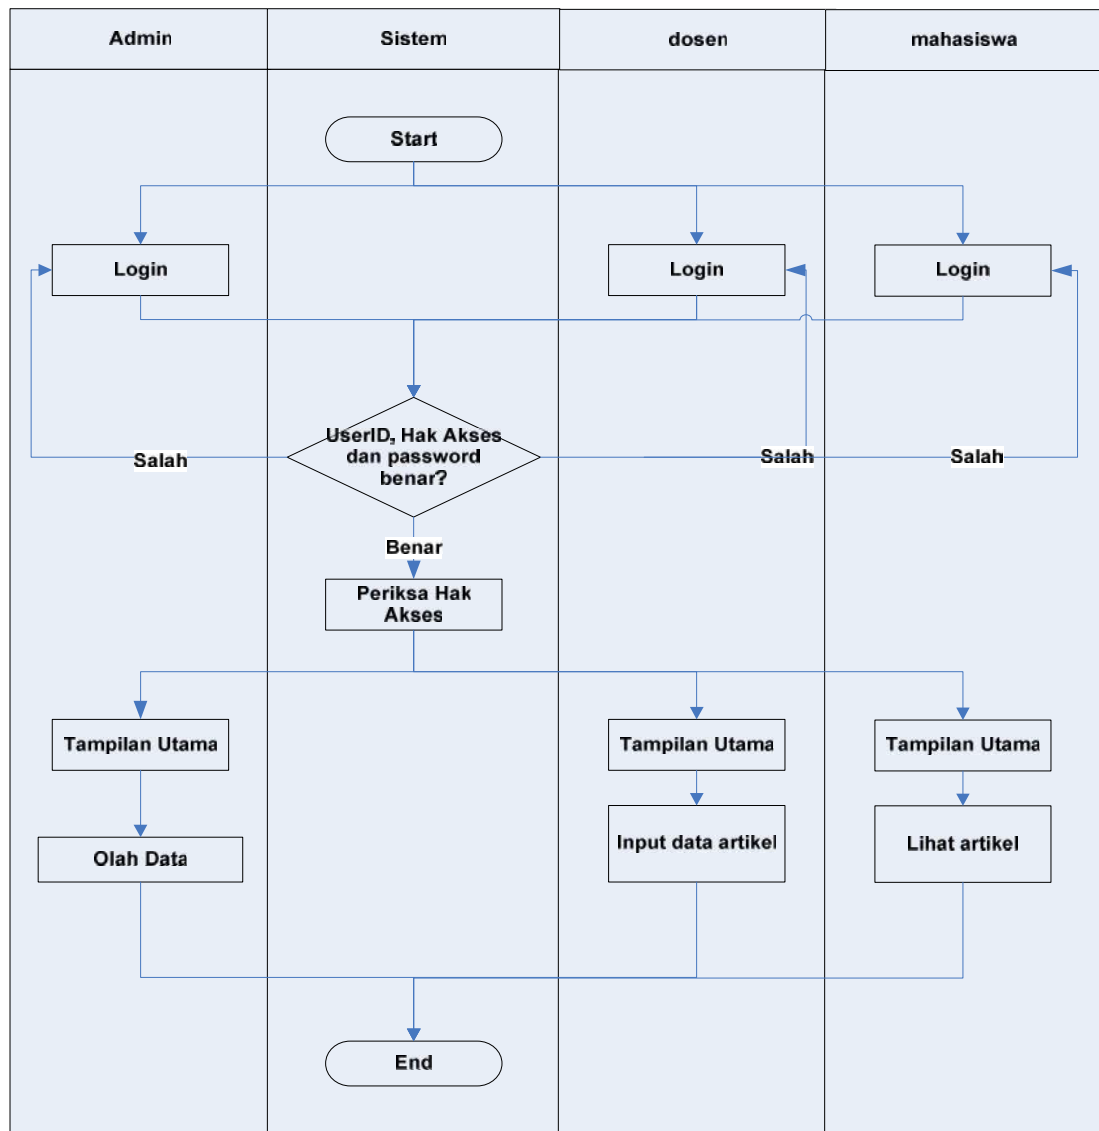 Admin
Sistem
dosen
mahasiswa
Start
Login
Login
Login
UserID, Hak Akses
dan password
benar?
Salah
Salah
Salah
Benar
Periksa Hak
Akses
Tampilan Utama
Tampilan Utama
Tampilan Utama
Olah Data
Input data artikel
Lihat artikel
End